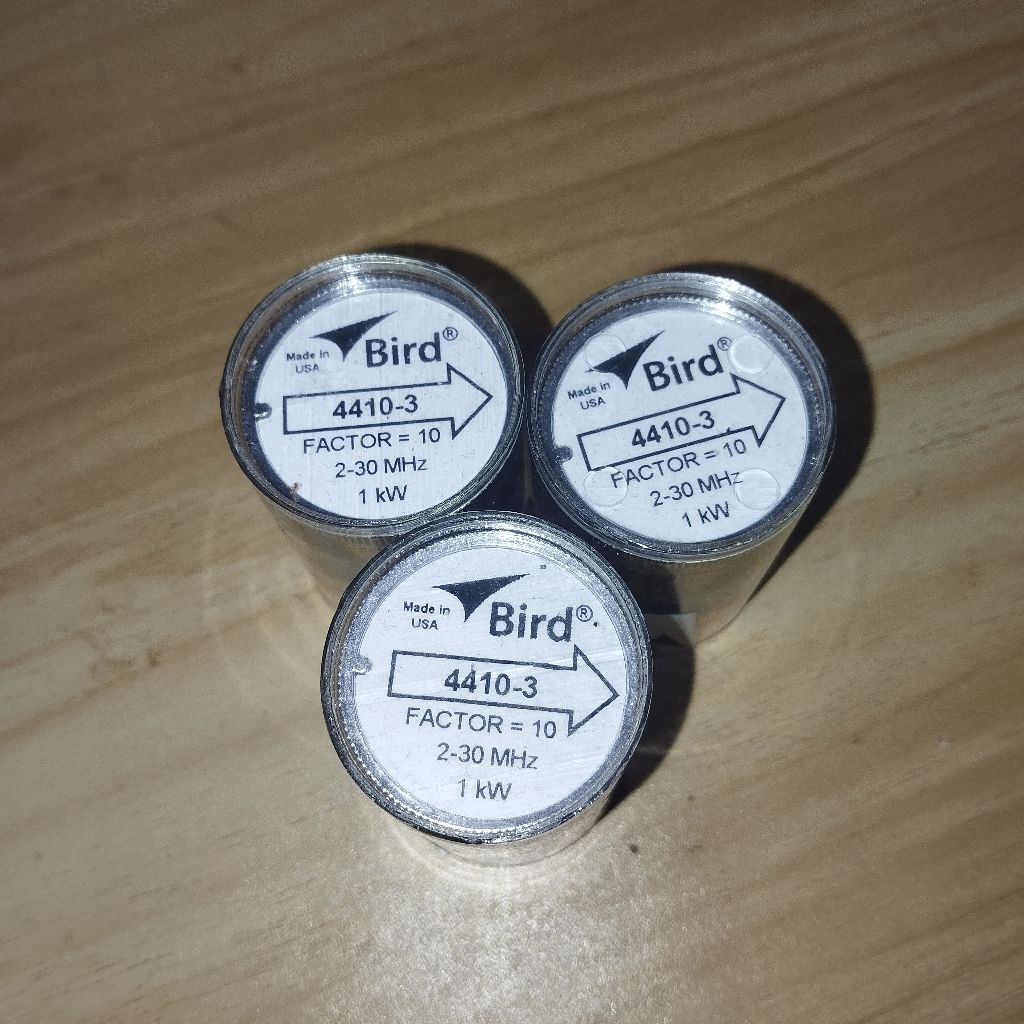 Bird®
Made in
USA
4410-3
FACTOR = 10
2-30 MHz
1 kW
Bird®
Made in
USA
4410-3
FACTOR = 10
2-30 MHz
1 kW
Bird®
Made in
USA
4410-3
FACTOR = 10
2-30 MHz
1 kW